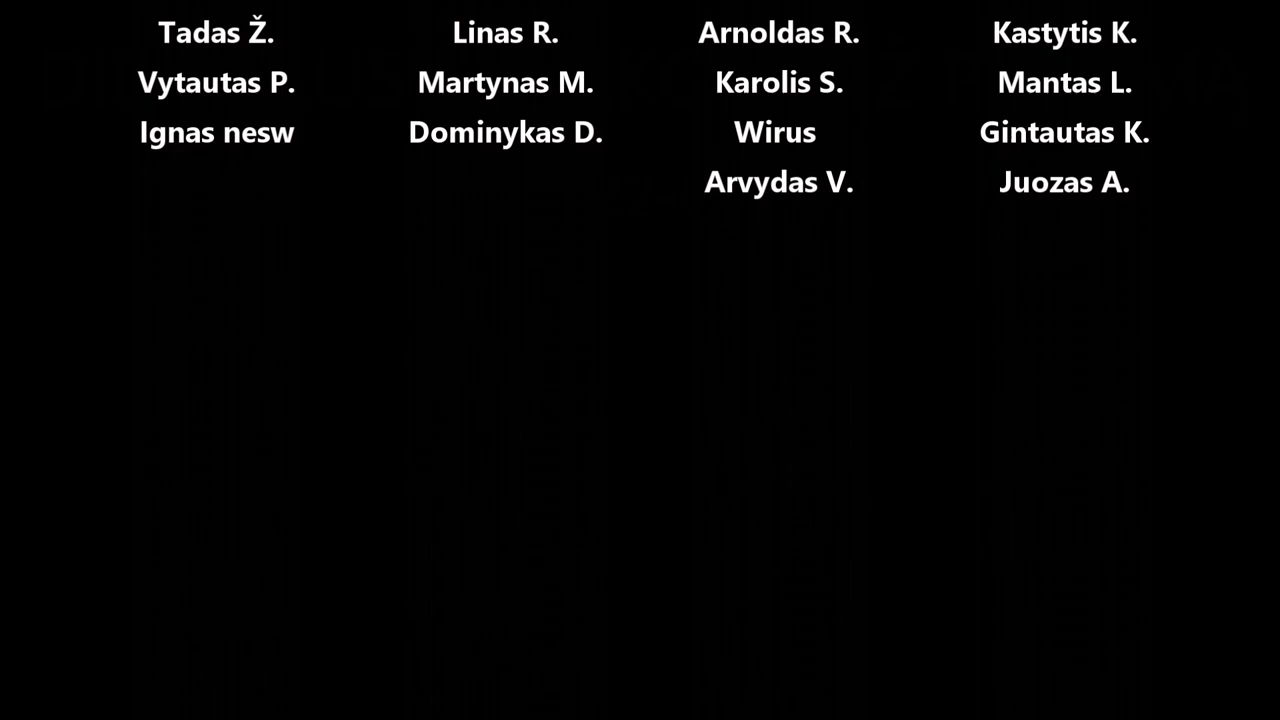 Tadas Ž. Linas R. Arnoldas R. Kastytis K.
Vytautas P. Martynas M. Karolis S. Mantas L.
Ignas nesw Dominykas D. Wirus Gintautas K.
Arvydas V. Juozas A.